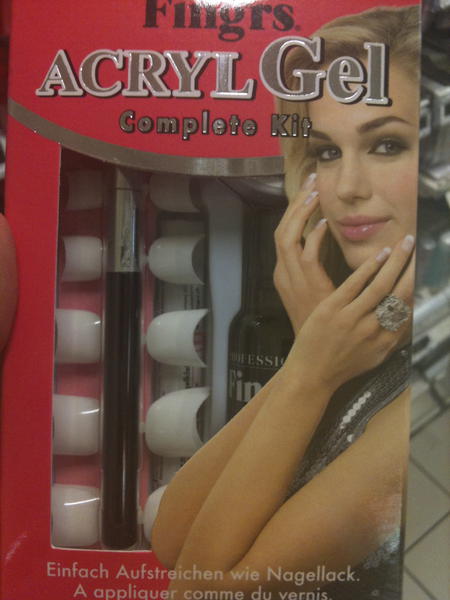 Fingrs®
ACRYL Gel
Complete Kit
Einfach Aufstreichen wie Nagellack.
A appliquer comme du vernis.